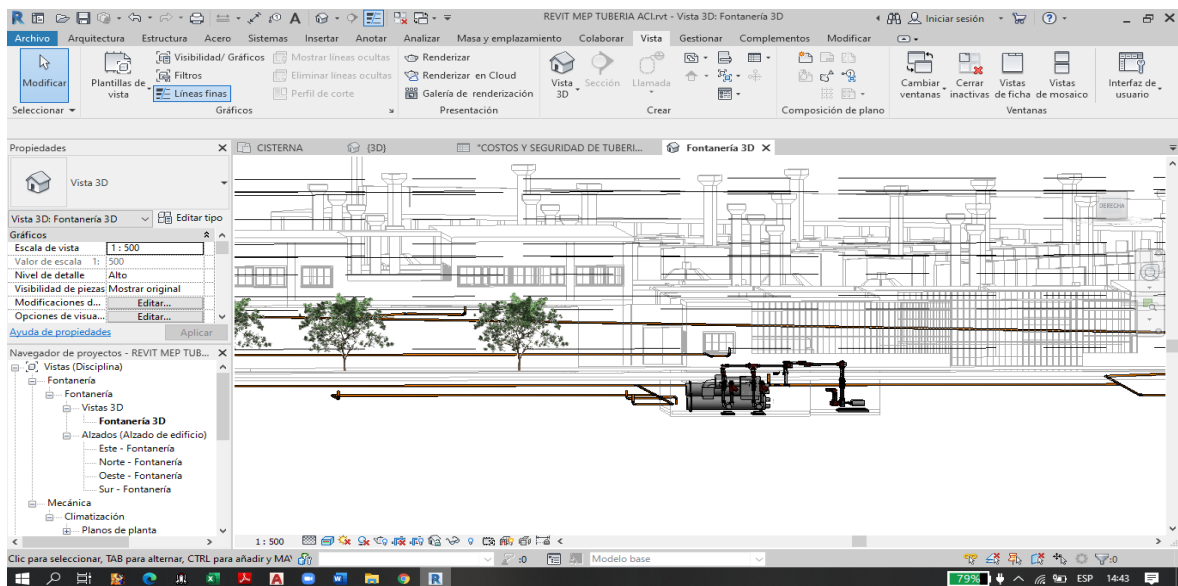 REVIT MEP TUBERIA ACI.rvt - Vista 3D: Fontanería 3D
Iniciar sesión
Archivo Arquitectura Estructura Acero Sistemas Insertar Anotar Analizar Masa y emplazamiento Colaborar Vista Gestionar Complementos Modificar
Modificar
Plantillas de vista
Visibilidad/ Gráficos
Filtros
Líneas finas
Mostrar líneas ocultas
Eliminar líneas ocultas
Perfil de corte
Renderizar
Renderizar en Cloud
Galería de renderización
Vista 3D
Sección
Llamada
Cambiar ventanas
Cerrar inactivas
Vistas de ficha
Vistas de mosaico
Interfaz de usuario
Seleccionar Gráficos Presentación Crear Composición de plano Ventanas
Propiedades
CISTERNA {3D} "COSTOS Y SEGURIDAD DE TUBERI... Fontanería 3D
Vista 3D
Vista 3D: Fontanería 3D Editar tipo
Gráficos
Escala de vista 1 : 500
Valor de escala 1: 500
Nivel de detalle Alto
Visibilidad de piezas Mostrar original
Modificaciones d... Editar...
Opciones de visua... Editar...
Ayuda de propiedades Aplicar
DERECHA
Navegador de proyectos - REVIT MEP TUB...
Vistas (Disciplina)
Fontanería
Fontanería
Vistas 3D
Fontanería 3D
Alzados (Alzado de edificio)
Este - Fontanería
Norte - Fontanería
Oeste - Fontanería
Sur - Fontanería
Mecánica
Climatización
Planos de planta
1 : 500
Clic para seleccionar, TAB para alternar, CTRL para añadir y MAY
:0
Modelo base
:0
79% ESP 14:43